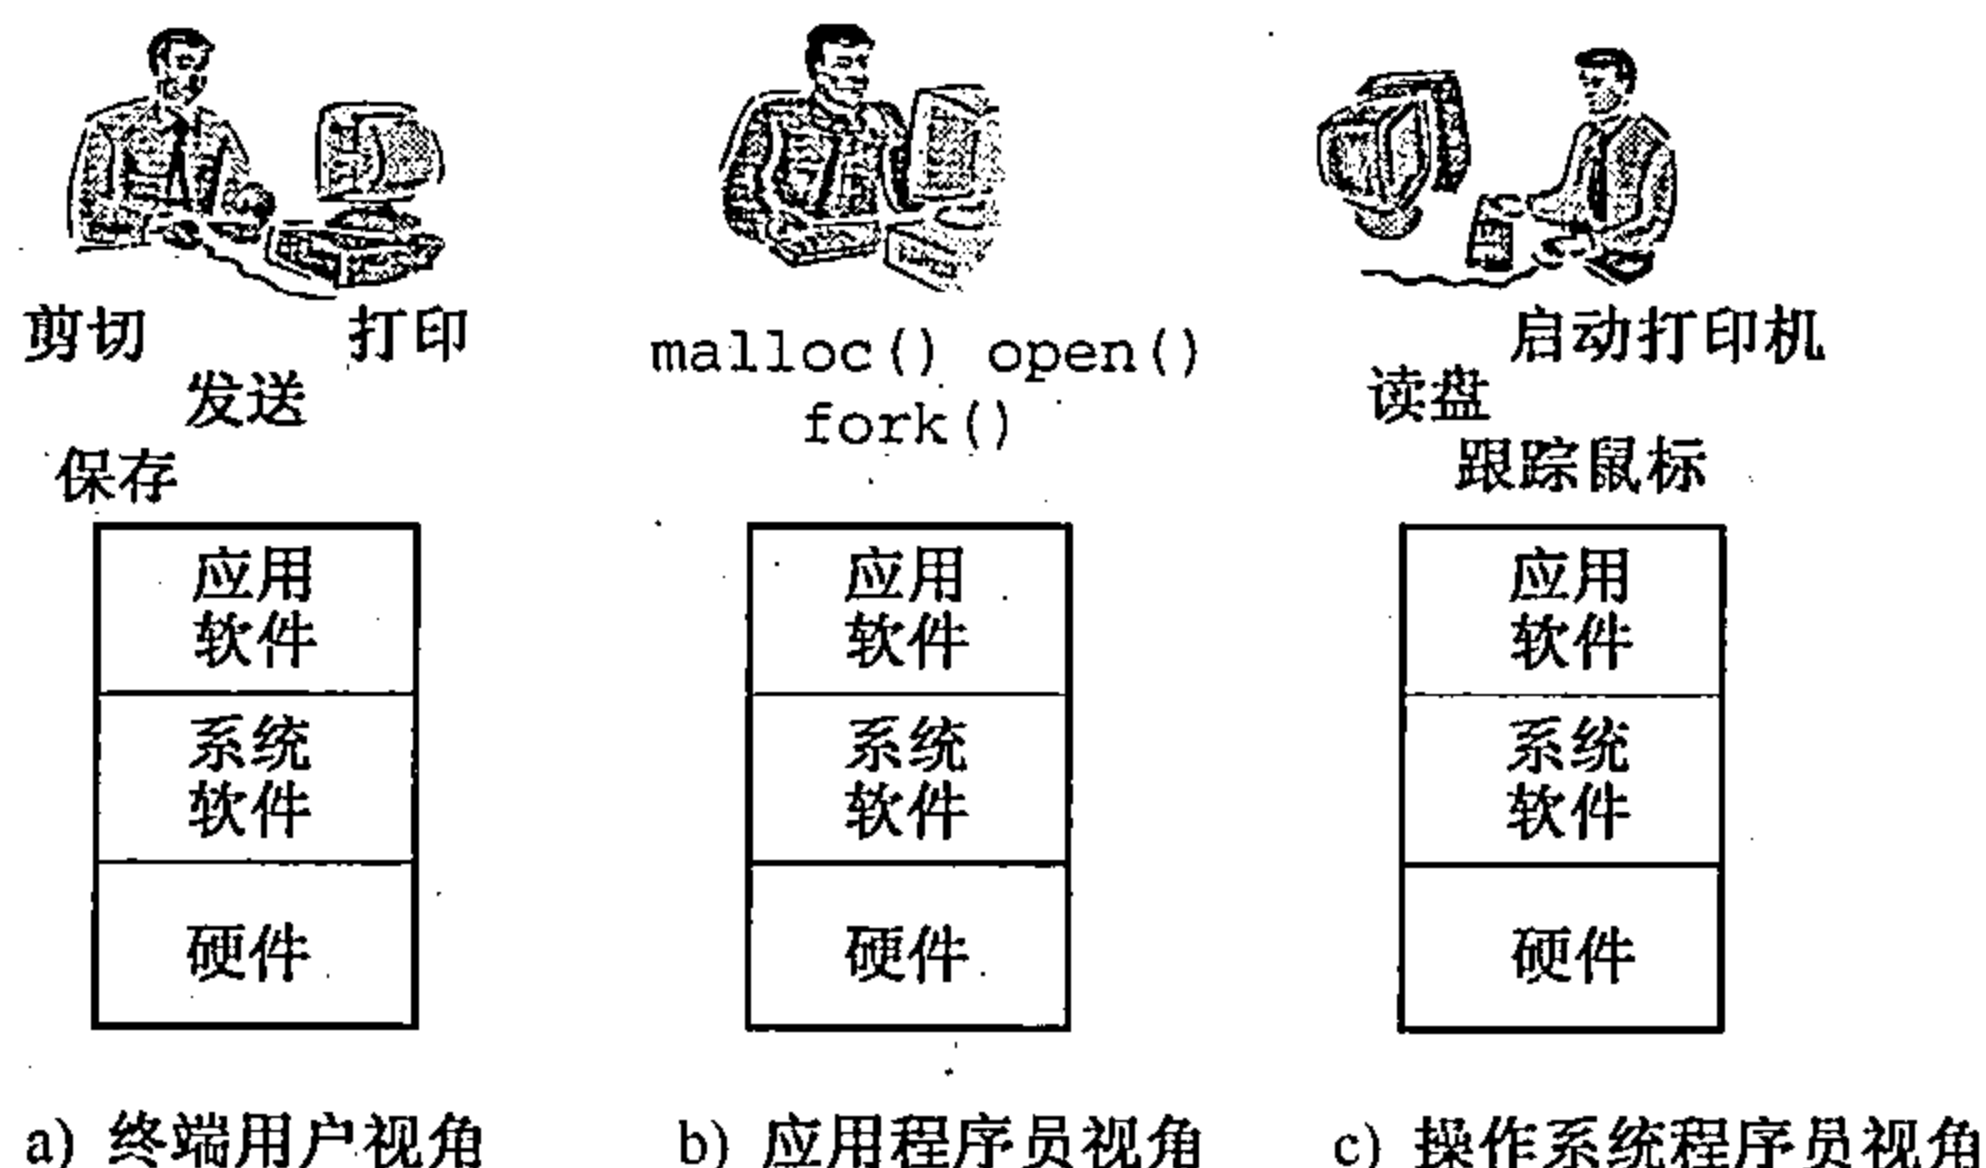 剪切 打印
发送
保存
应用
软件
系统
软件
硬件
a) 终端用户视角
malloc() open()
fork()
应用
软件
系统
软件
硬件
b) 应用程序员视角
启动打印机
读盘
跟踪鼠标
应用
软件
系统
软件
硬件
c) 操作系统程序员视角